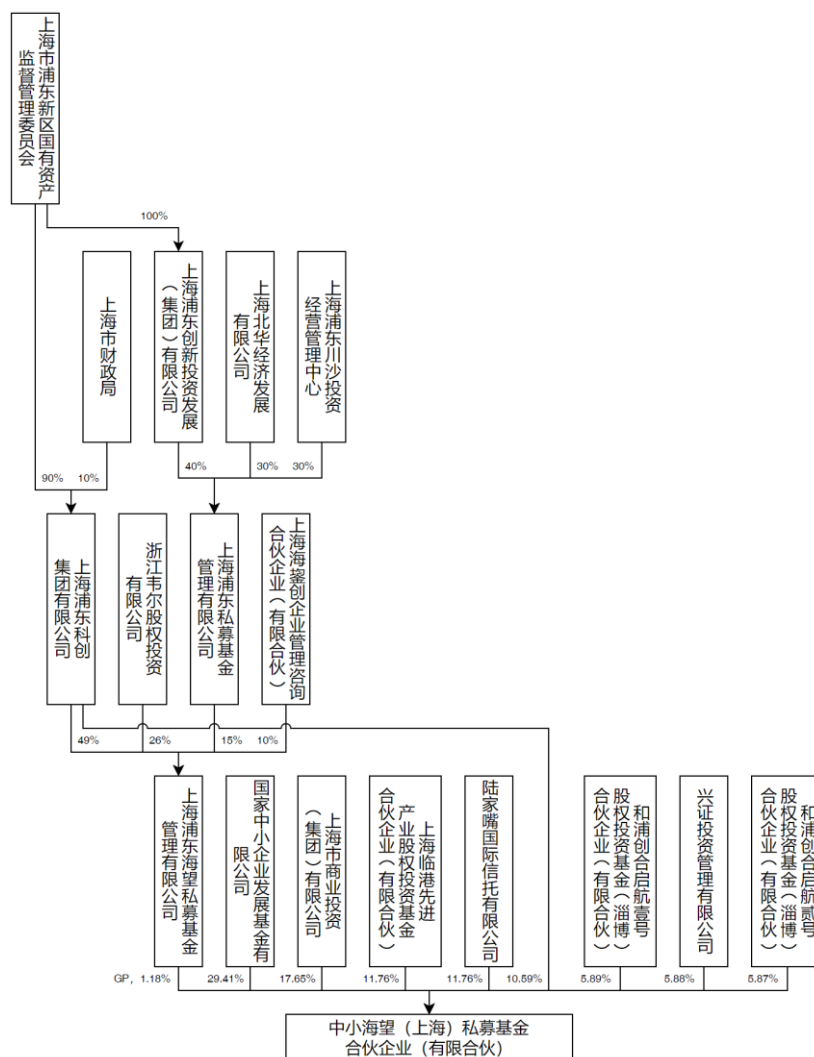 上海市浦东新区国有资产
监督管理委员会
100%
上海市财政局
上海浦东创新投资发展
（集团）有限公司
上海北华经济发展
有限公司
上海浦东川沙投资
经营管理中心
90%
10%
40%
30%
30%
上海浦东科创
集团有限公司
浙江韦尔股权投资
有限公司
上海浦东私募基金
管理有限公司
上海海鋆创企业管理咨询
合伙企业（有限合伙）
49%
26%
15%
10%
上海浦东海望私募基金
管理有限公司
国家中小企业发展基金有
限公司
上海市商业投资
（集团）有限公司
上海临港先进
产业股权投资基金
合伙企业（有限合伙）
陆家嘴国际信托有限公司
和浦创合启航壹号
股权投资基金（淄博）
合伙企业（有限合伙）
兴证投资管理有限公司
和浦创合启航贰号
股权投资基金（淄博）
合伙企业（有限合伙）
GP，1.18%
29.41%
17.65%
11.76%
11.76%
10.59%
5.89%
5.88%
5.87%
中小海望（上海）私募基金
合伙企业（有限合伙）